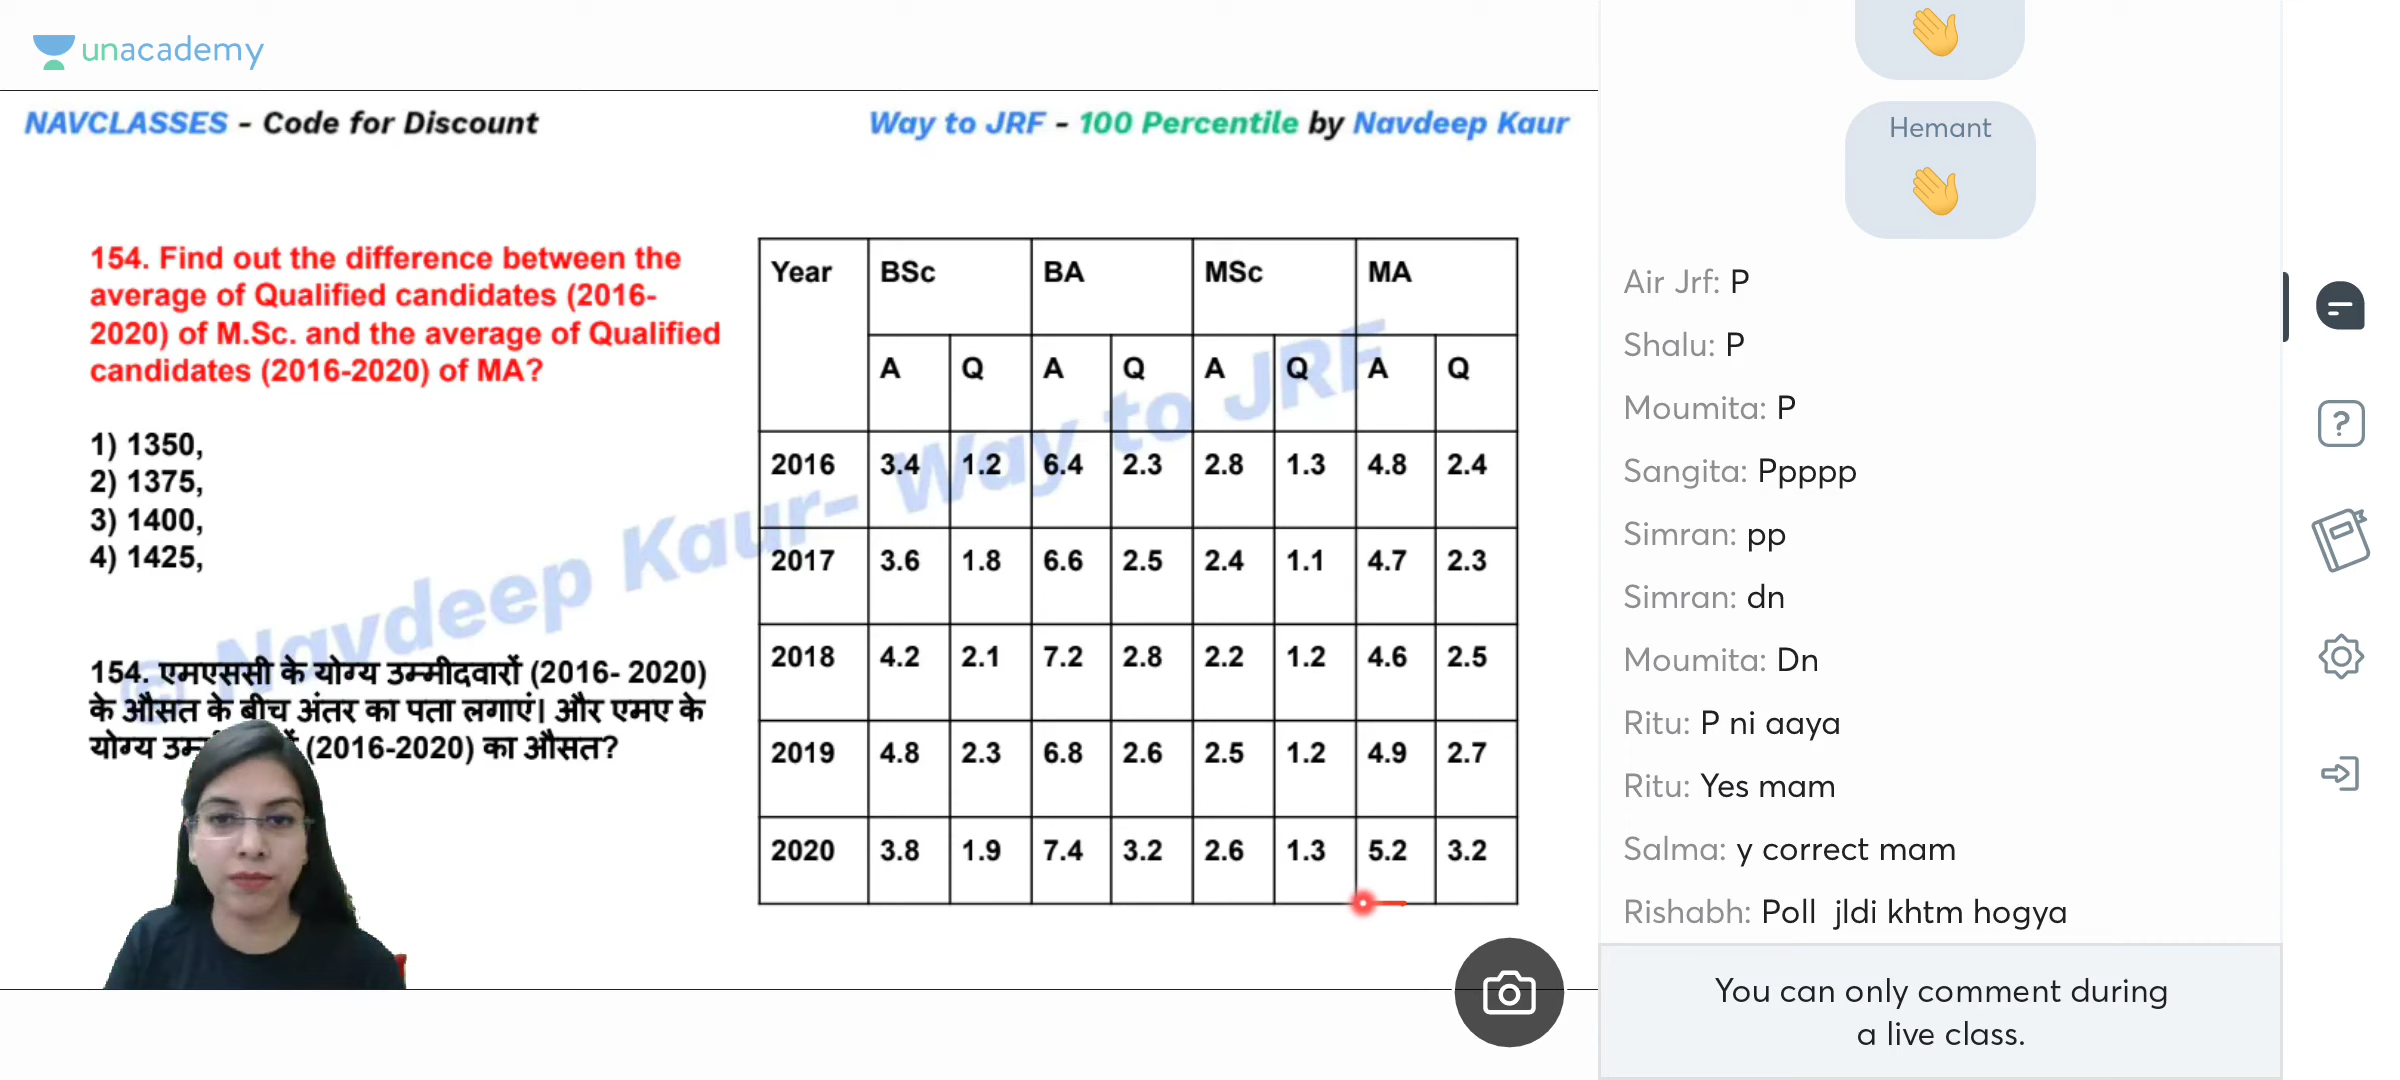 unacademy
NAVCLASSES - Code for Discount
Way to JRF - 100 Percentile by Navdeep Kaur
154. Find out the difference between the
average of Qualified candidates (2016-
2020) of M.Sc. and the average of Qualified
candidates (2016-2020) of MA?
1) 1350,
2) 1375,
3) 1400,
4) 1425,
154. एमएससी के योग्य उम्मीदवारों (2016- 2020)
के औसत के बीच अंतर का पता लगाएं। और एमए के
योग्य (2016-2020) का औसत?
Year BSc BA MSc MA
A Q A Q A Q A Q
2016 3.4 1.2 6.4 2.3 2.8 1.3 4.8 2.4
2017 3.6 1.8 6.6 2.5 2.4 1.1 4.7 2.3
2018 4.2 2.1 7.2 2.8 2.2 1.2 4.6 2.5
2019 4.8 2.3 6.8 2.6 2.5 1.2 4.9 2.7
2020 3.8 1.9 7.4 3.2 2.6 1.3 5.2 3.2
© Navdeep Kaur- Way to JRF
Hemant
Air Jrf: P
Shalu: P
Moumita: P
Sangita: Ppppp
Simran: pp
Simran: dn
Moumita: Dn
Ritu: P ni aaya
Ritu: Yes mam
Salma: y correct mam
Rishabh: Poll jldi khtm hogya
You can only comment during
a live class.